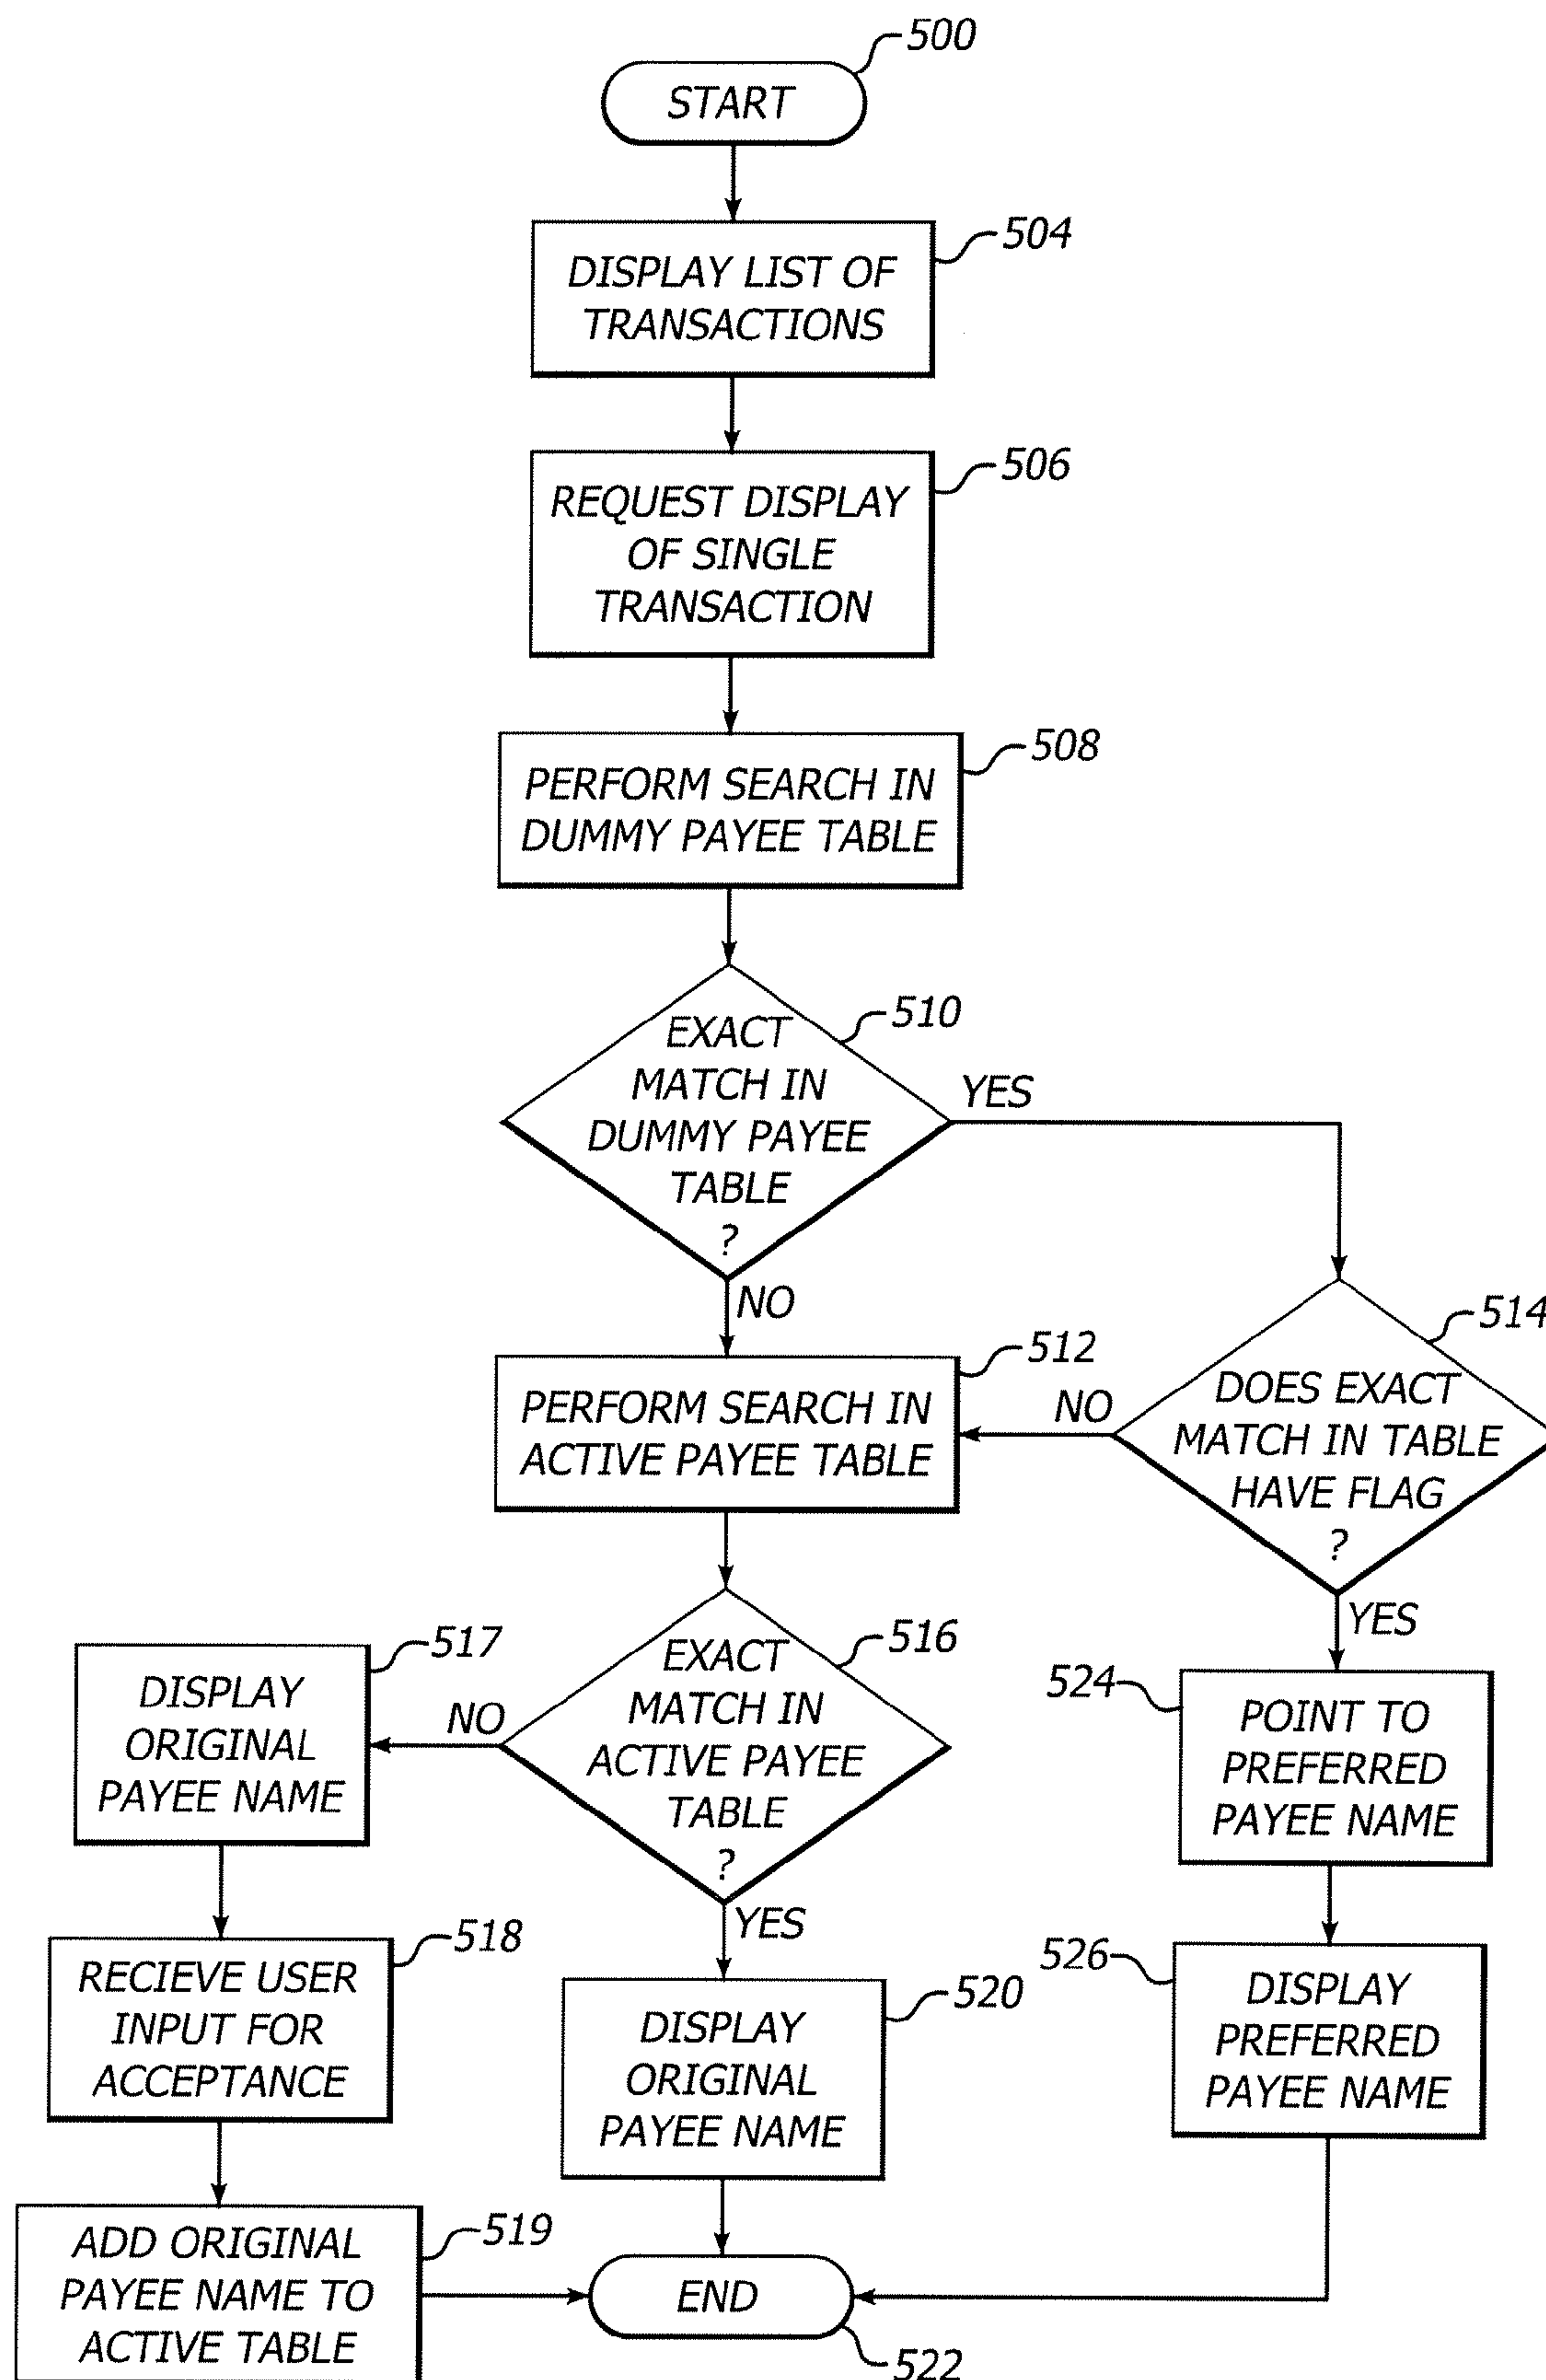 500
START
504
DISPLAY LIST OF
TRANSACTIONS
506
REQUEST DISPLAY
OF SINGLE
TRANSACTION
508
PERFORM SEARCH IN
DUMMY PAYEE TABLE
510
EXACT
MATCH IN
DUMMY PAYEE
TABLE
?
YES
NO
512
PERFORM SEARCH IN
ACTIVE PAYEE TABLE
NO
514
DOES EXACT
MATCH IN TABLE
HAVE FLAG
?
YES
516
EXACT
MATCH IN
ACTIVE PAYEE
TABLE
?
NO
YES
517
DISPLAY
ORIGINAL
PAYEE NAME
524
POINT TO
PREFERRED
PAYEE NAME
518
RECIEVE USER
INPUT FOR
ACCEPTANCE
520
DISPLAY
ORIGINAL
PAYEE NAME
526
DISPLAY
PREFERRED
PAYEE NAME
519
ADD ORIGINAL
PAYEE NAME TO
ACTIVE TABLE
END
522